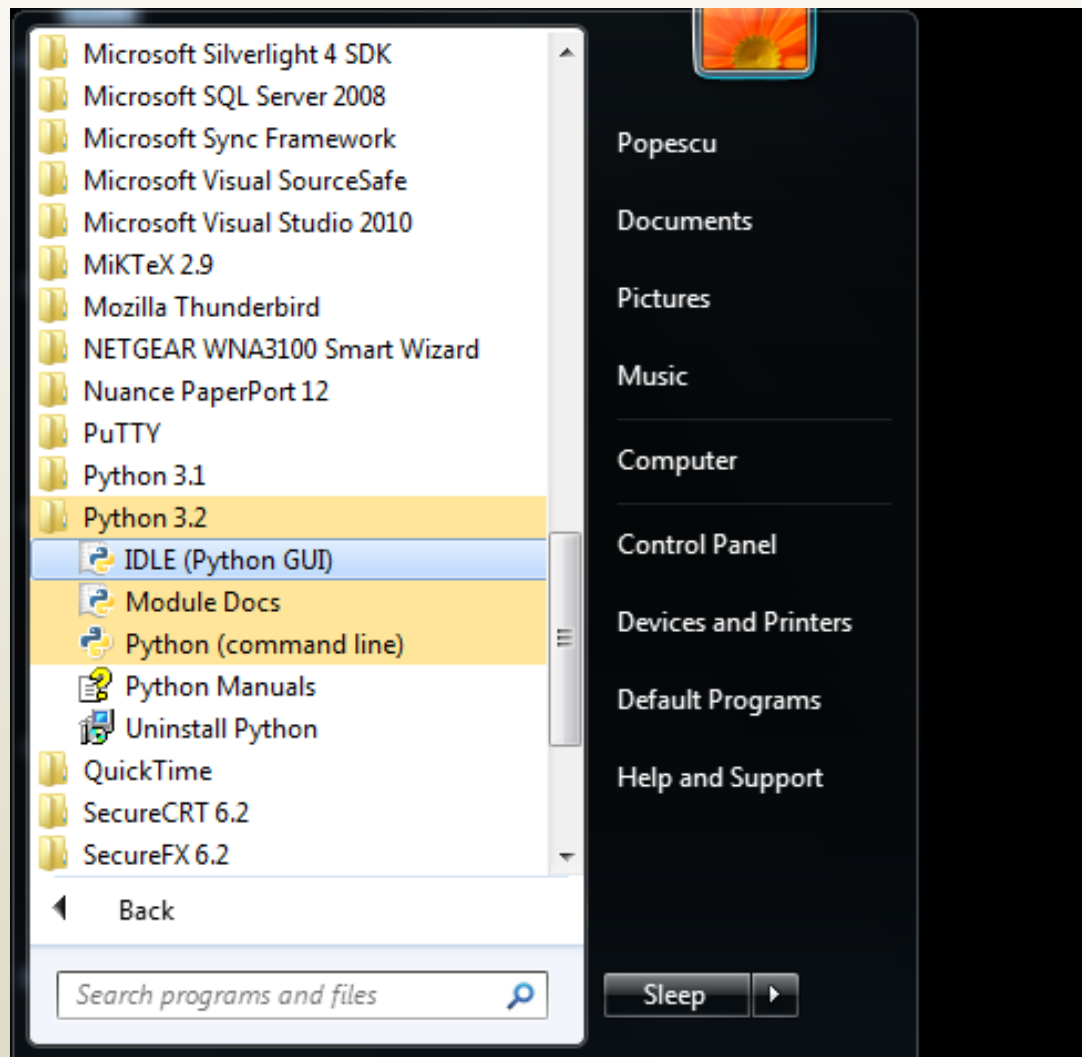 Microsoft Silverlight 4 SDK
Microsoft SQL Server 2008
Microsoft Sync Framework
Microsoft Visual SourceSafe
Microsoft Visual Studio 2010
MiKTeX 2.9
Mozilla Thunderbird
NETGEAR WNA3100 Smart Wizard
Nuance PaperPort 12
PuTTY
Python 3.1
Python 3.2
IDLE (Python GUI)
Module Docs
Python (command line)
Python Manuals
Uninstall Python
QuickTime
SecureCRT 6.2
SecureFX 6.2
Back
Search programs and files
Popescu
Documents
Pictures
Music
Computer
Control Panel
Devices and Printers
Default Programs
Help and Support
Sleep